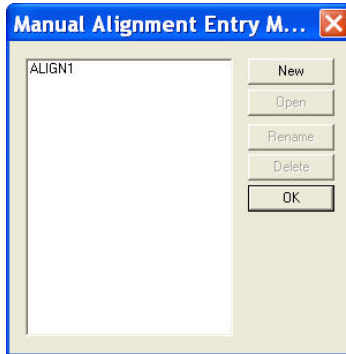 Manual Alignment Entry M...
ALIGN1
New
Open
Rename
Delete
OK